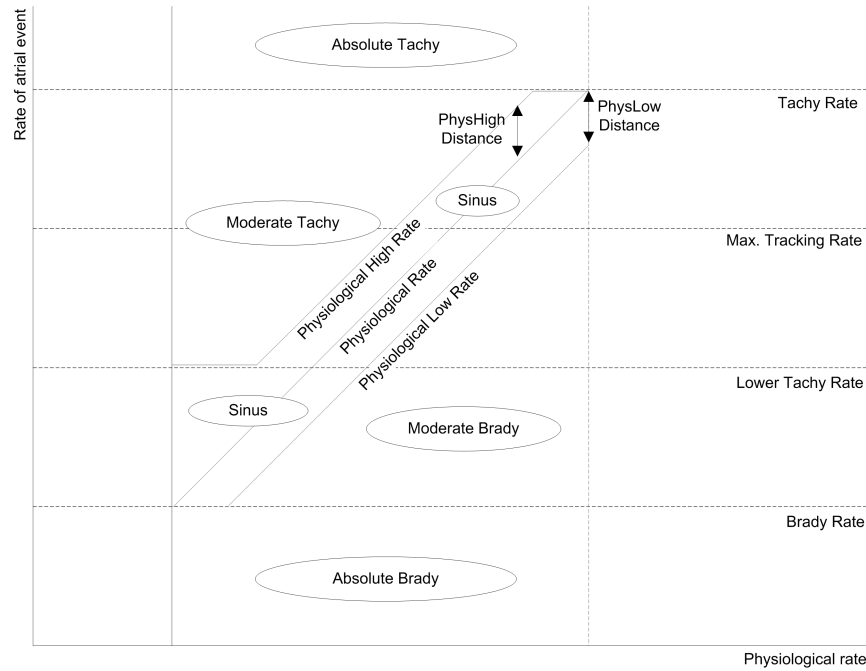 Rate of atrial event
Absolute Tachy
Tachy Rate
PhysHigh
Distance
PhysLow
Distance
Sinus
Moderate Tachy
Max. Tracking Rate
Physiological High Rate
Physiological Rate
Physiological Low Rate
Lower Tachy Rate
Sinus
Moderate Brady
Brady Rate
Absolute Brady
Physiological rate